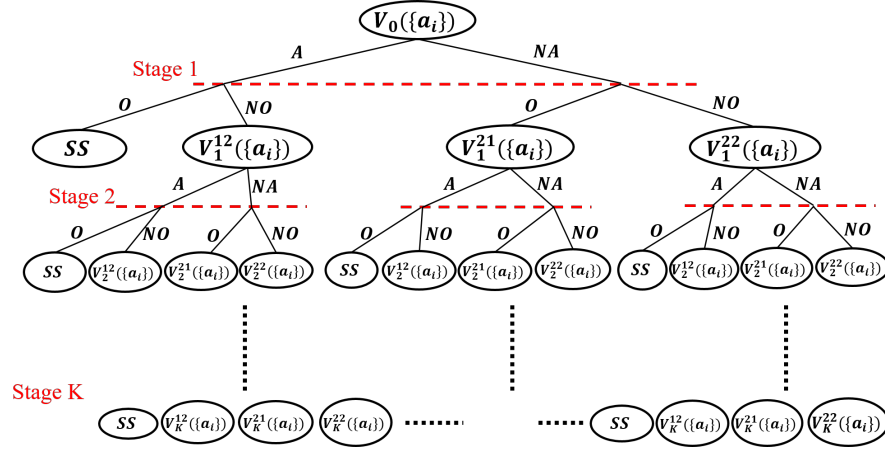 V_0({a_i})
A NA
Stage 1
O NO O NO
SS V_1^{12}({a_i}) V_1^{21}({a_i}) V_1^{22}({a_i})
Stage 2 A NA A NA A NA
O NO O NO O NO O NO O NO O NO
SS V_2^{12}({a_i}) V_2^{21}({a_i}) V_2^{22}({a_i}) SS V_2^{12}({a_i}) V_2^{21}({a_i}) V_2^{22}({a_i}) SS V_2^{12}({a_i}) V_2^{21}({a_i}) V_2^{22}({a_i})
Stage K
SS V_K^{12}({a_i}) V_K^{21}({a_i}) V_K^{22}({a_i}) SS V_K^{12}({a_i}) V_K^{21}({a_i}) V_K^{22}({a_i})